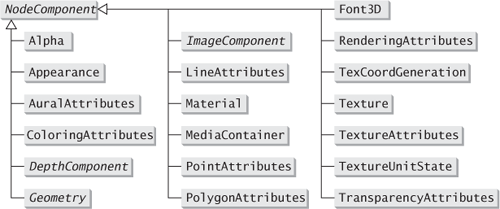 NodeComponent
Alpha
Appearance
AuralAttributes
ColoringAttributes
DepthComponent
Geometry
ImageComponent
LineAttributes
Material
MediaContainer
PointAttributes
PolygonAttributes
Font3D
RenderingAttributes
TexCoordGeneration
Texture
TextureAttributes
TextureUnitState
TransparencyAttributes